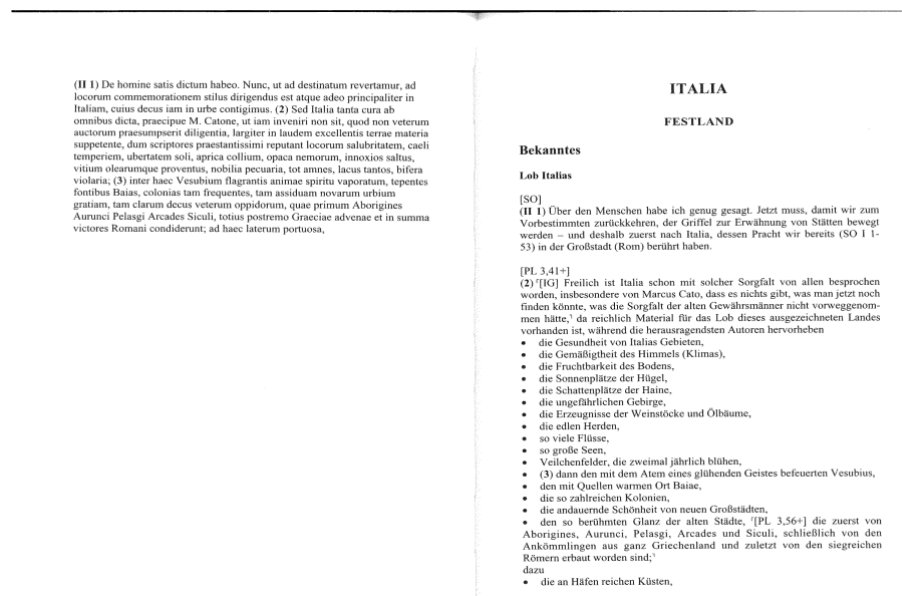 (II 1) De homine satis dictum habeo. Nunc, ut ad destinatum revertamur, ad
locorum commemorationem stilus dirigendus est atque adeo principaliter in
Italiam, cuius decus iam in urbe contigimus. (2) Sed Italia tanta cura ab
omnibus dicta, praecipue M. Catone, ut iam inveniri non sit, quod non veterum
auctorum praesumpserit diligentia, largiter in laudem excellentis terrae materia
suppetente, dum scriptores praestantissimi reputant locorum salubritatem, caeli
temperiem, ubertatem soli, aprica collium, opaca nemorum, innoxios saltus,
vitium olearumque proventus, nobilia pecuaria, tot amnes, lacus tantos, bifera
violaria; (3) inter haec Vesubium flagrantis animae spiritu vaporatum, tepentes
fontibus Baias, colonias tam frequentes, tam assiduam novarum urbium
gratiam, tam clarum decus veterum oppidorum, quae primum Aborigines
Aurunci Pelasgi Arcades Siculi, totius postremo Graeciae advenae et in summa
victores Romani condiderunt; ad haec laterum portuosa,
ITALIA
FESTLAND
Bekanntes
Lob Italias
[SO]
(II 1) Über den Menschen habe ich genug gesagt. Jetzt muss, damit wir zum
Vorbestimmten zurückkehren, der Griffel zur Erwähnung von Stätten bewegt
werden – und deshalb zuerst nach Italia, dessen Pracht wir bereits (SO I 1-
53) in der Großstadt (Rom) berührt haben.
[PL 3,41+]
(2) ⸢[IG] Freilich ist Italia schon mit solcher Sorgfalt von allen besprochen
worden, insbesondere von Marcus Cato, dass es nichts gibt, was man jetzt noch
finden könnte, was die Sorgfalt der alten Gewährsmänner nicht vorweggenom-
men hätte,⸣ da reichlich Material für das Lob dieses ausgezeichneten Landes
vorhanden ist, während die herausragendsten Autoren hervorheben
• die Gesundheit von Italias Gebieten,
• die Gemäßigtheit des Himmels (Klimas),
• die Fruchtbarkeit des Bodens,
• die Sonnenplätze der Hügel,
• die Schattenplätze der Haine,
• die ungefährlichen Gebirge,
• die Erzeugnisse der Weinstöcke und Ölbäume,
• die edlen Herden,
• so viele Flüsse,
• so große Seen,
• Veilchenfelder, die zweimal jährlich blühen,
• (3) dann den mit dem Atem eines glühenden Geistes befeuerten Vesubius,
• den mit Quellen warmen Ort Baiae,
• die so zahlreichen Kolonien,
• die andauernde Schönheit von neuen Großstädten,
• den so berühmten Glanz der alten Städte, ⸢[PL 3,56+] die zuerst von
Aborigines, Aurunci, Pelasgi, Arcades und Siculi, schließlich von den
Ankömmlingen aus ganz Griechenland und zuletzt von den siegreichen
Römern erbaut worden sind;⸣
dazu
• die an Häfen reichen Küsten,